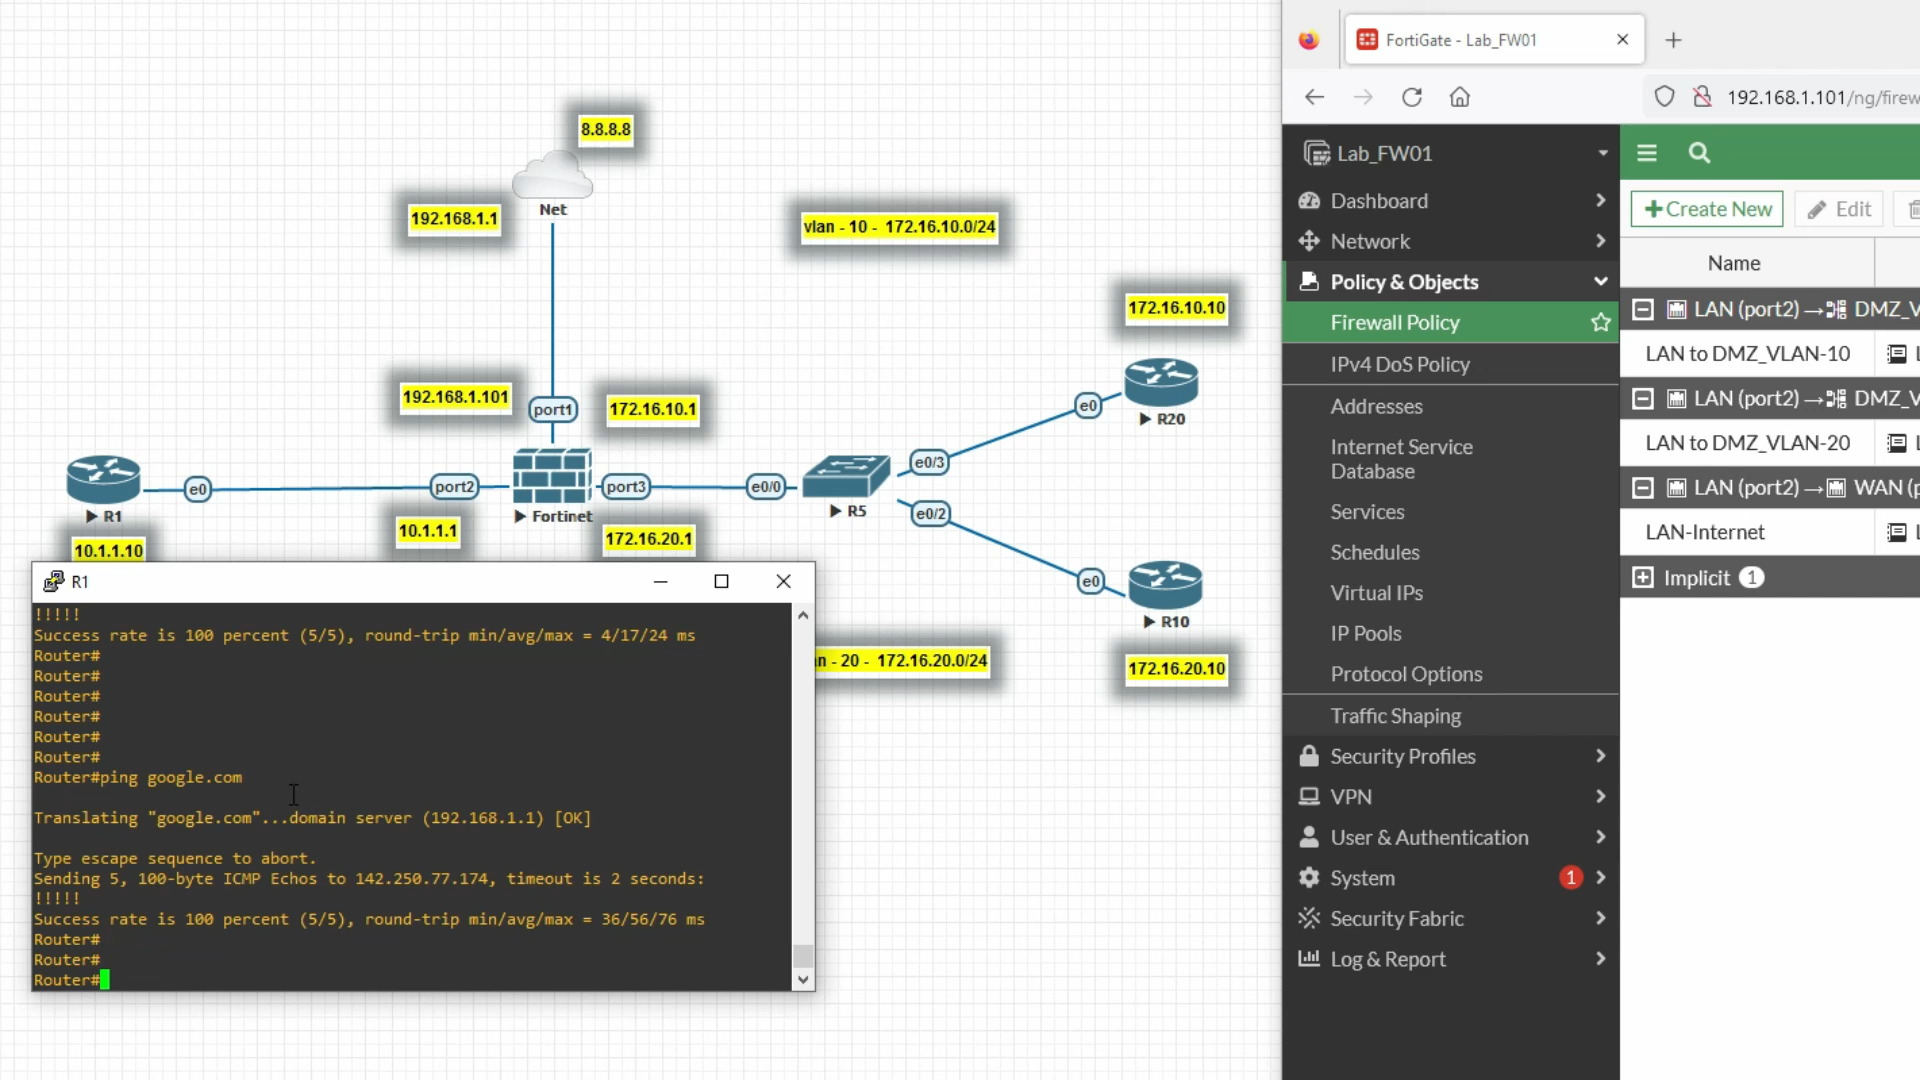 8.8.8.8
192.168.1.1
Net
vlan - 10 - 172.16.10.0/24
172.16.10.10
192.168.1.101
port1
172.16.10.1
e0
R20
e0/3
R1
e0
port2
Fortinet
port3
e0/0
R5
e0/2
10.1.1.10
10.1.1.1
172.16.20.1
e0
R10
- 20 - 172.16.20.0/24
172.16.20.10
R1
!!!!!
Success rate is 100 percent (5/5), round-trip min/avg/max = 4/17/24 ms
Router#
Router#
Router#
Router#
Router#
Router#
Router#ping google.com
Translating "google.com"...domain server (192.168.1.1) [OK]
Type escape sequence to abort.
Sending 5, 100-byte ICMP Echos to 142.250.77.174, timeout is 2 seconds:
!!!!!
Success rate is 100 percent (5/5), round-trip min/avg/max = 36/56/76 ms
Router#
Router#
Router#
FortiGate - Lab_FW01
192.168.1.101/ng/firew
Lab_FW01
Dashboard
Network
Policy & Objects
Firewall Policy
IPv4 DoS Policy
Addresses
Internet Service
Database
Services
Schedules
Virtual IPs
IP Pools
Protocol Options
Traffic Shaping
Security Profiles
VPN
User & Authentication
System 1
Security Fabric
Log & Report
+Create New
Edit
Name
LAN (port2) → DMZ_V
LAN to DMZ_VLAN-10
LAN (port2) → DMZ_V
LAN to DMZ_VLAN-20
LAN (port2) → WAN (p
LAN-Internet
Implicit 1